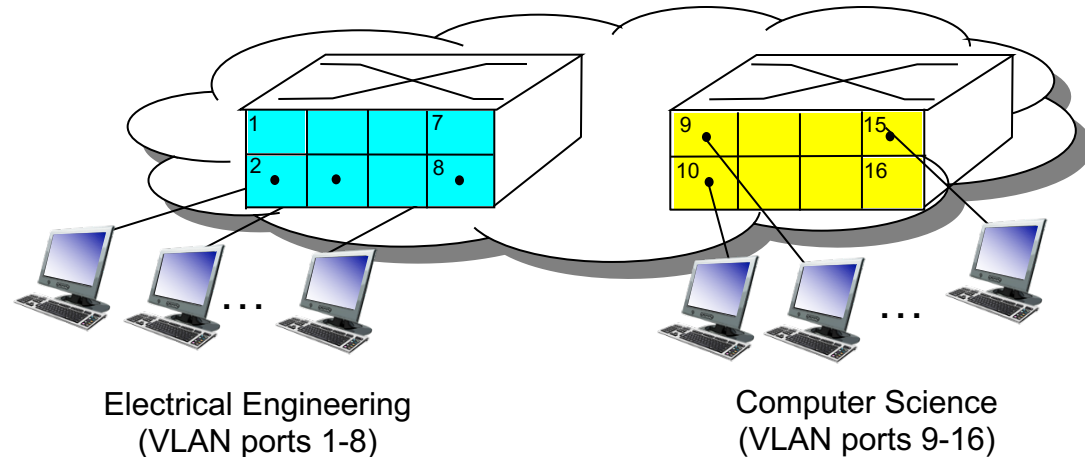 1
7
2
8
9
15
10
16
...
...
Electrical Engineering
(VLAN ports 1-8)
Computer Science
(VLAN ports 9-16)